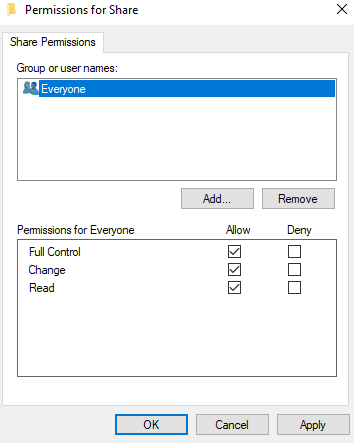 Permissions for Share
Share Permissions
Group or user names:
Everyone
Add... Remove
Permissions for Everyone Allow Deny
Full Control
Change
Read
OK Cancel Apply